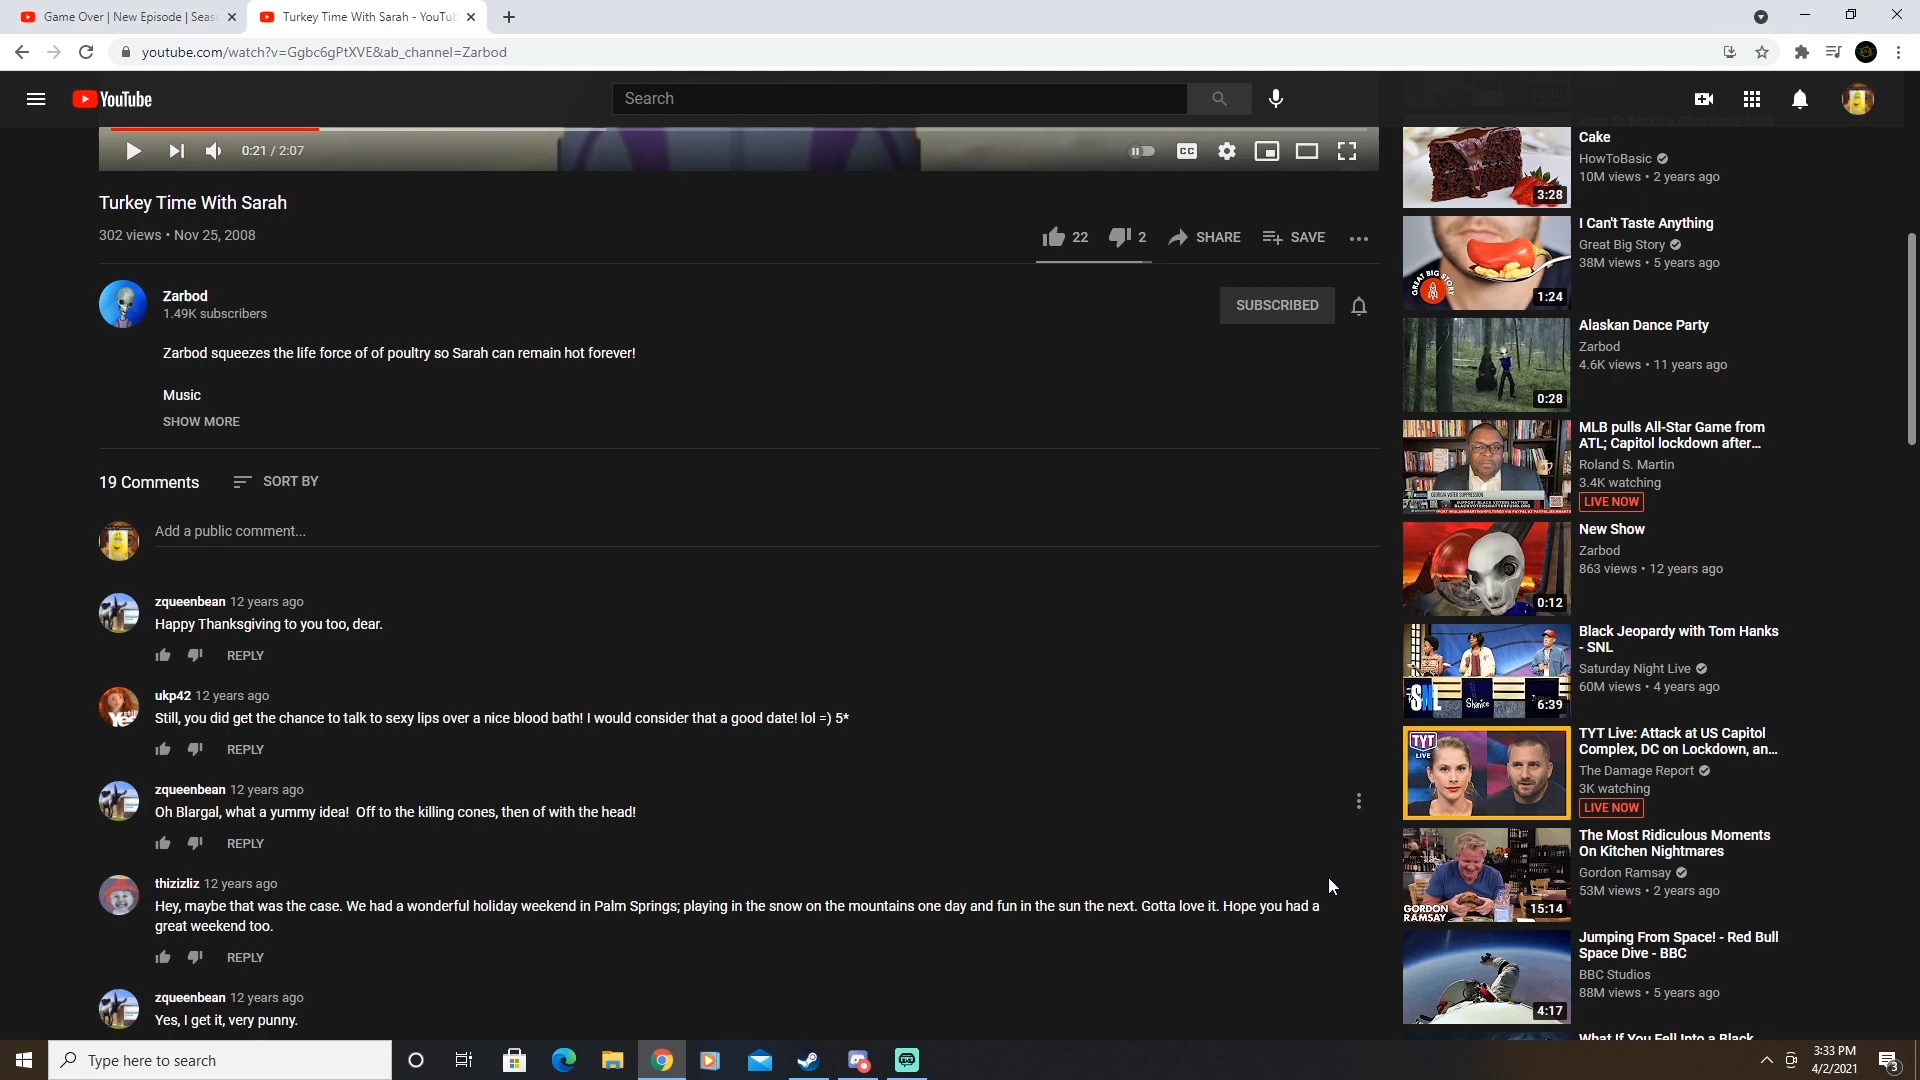 Game Over | New Episode | Seas
Turkey Time With Sarah - YouTu
youtube.com/watch?v=Ggbc6gPtXVE&ab_channel=Zarbod
YouTube
Search
0:21 / 2:07
CC
Turkey Time With Sarah
302 views • Nov 25, 2008
22
2
SHARE
SAVE
Zarbod
1.49K subscribers
SUBSCRIBED
Zarbod squeezes the life force of of poultry so Sarah can remain hot forever!
Music
SHOW MORE
19 Comments
SORT BY
Add a public comment...
zqueenbean 12 years ago
Happy Thanksgiving to you too, dear.
REPLY
ukp42 12 years ago
Still, you did get the chance to talk to sexy lips over a nice blood bath! I would consider that a good date! lol =) 5*
REPLY
zqueenbean 12 years ago
Oh Blargal, what a yummy idea!  Off to the killing cones, then of with the head!
REPLY
thizizliz 12 years ago
Hey, maybe that was the case. We had a wonderful holiday weekend in Palm Springs; playing in the snow on the mountains one day and fun in the sun the next. Gotta love it. Hope you had a
great weekend too.
REPLY
zqueenbean 12 years ago
Yes, I get it, very punny.
Cake
HowToBasic
10M views • 2 years ago
3:28
I Can't Taste Anything
Great Big Story
38M views • 5 years ago
GREAT BIG STORY
1:24
Alaskan Dance Party
Zarbod
4.6K views • 11 years ago
0:28
MLB pulls All-Star Game from
ATL; Capitol lockdown after...
Roland S. Martin
3.4K watching
LIVE NOW
New Show
Zarbod
863 views • 12 years ago
0:12
Black Jeopardy with Tom Hanks
- SNL
Saturday Night Live
60M views • 4 years ago
SNL
Shanice
6:39
TYT Live: Attack at US Capitol
Complex, DC on Lockdown, an...
The Damage Report
3K watching
LIVE NOW
TYT
LIVE
The Most Ridiculous Moments
On Kitchen Nightmares
Gordon Ramsay
53M views • 2 years ago
GORDON
RAMSAY
15:14
Jumping From Space! - Red Bull
Space Dive - BBC
BBC Studios
88M views • 5 years ago
4:17
What If You Fell Into a Black
Type here to search
3:33 PM
4/2/2021
3